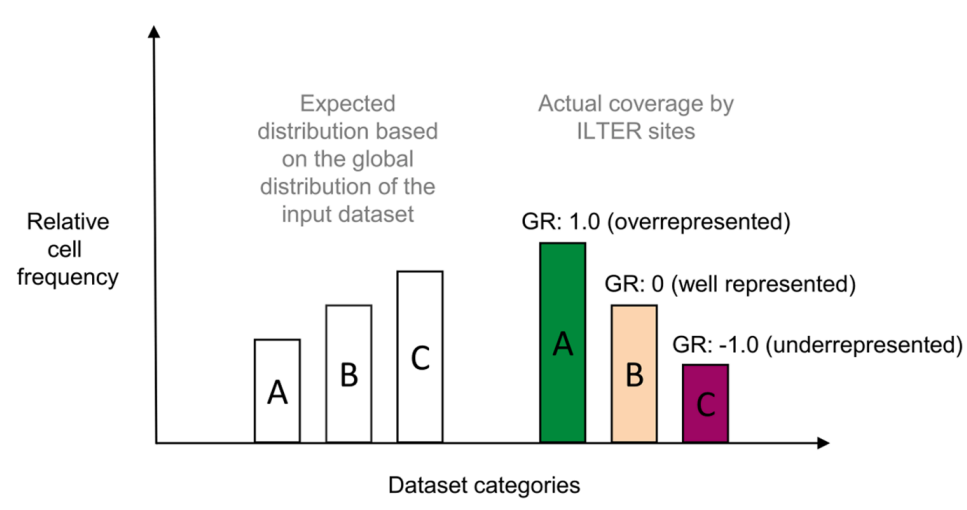 Expected
distribution based
on the global
distribution of the
input dataset
Actual coverage by
ILTER sites
Relative
cell
frequency
GR: 1.0 (overrepresented)
GR: 0 (well represented)
GR: -1.0 (underrepresented)
A
B
C
A
B
C
Dataset categories